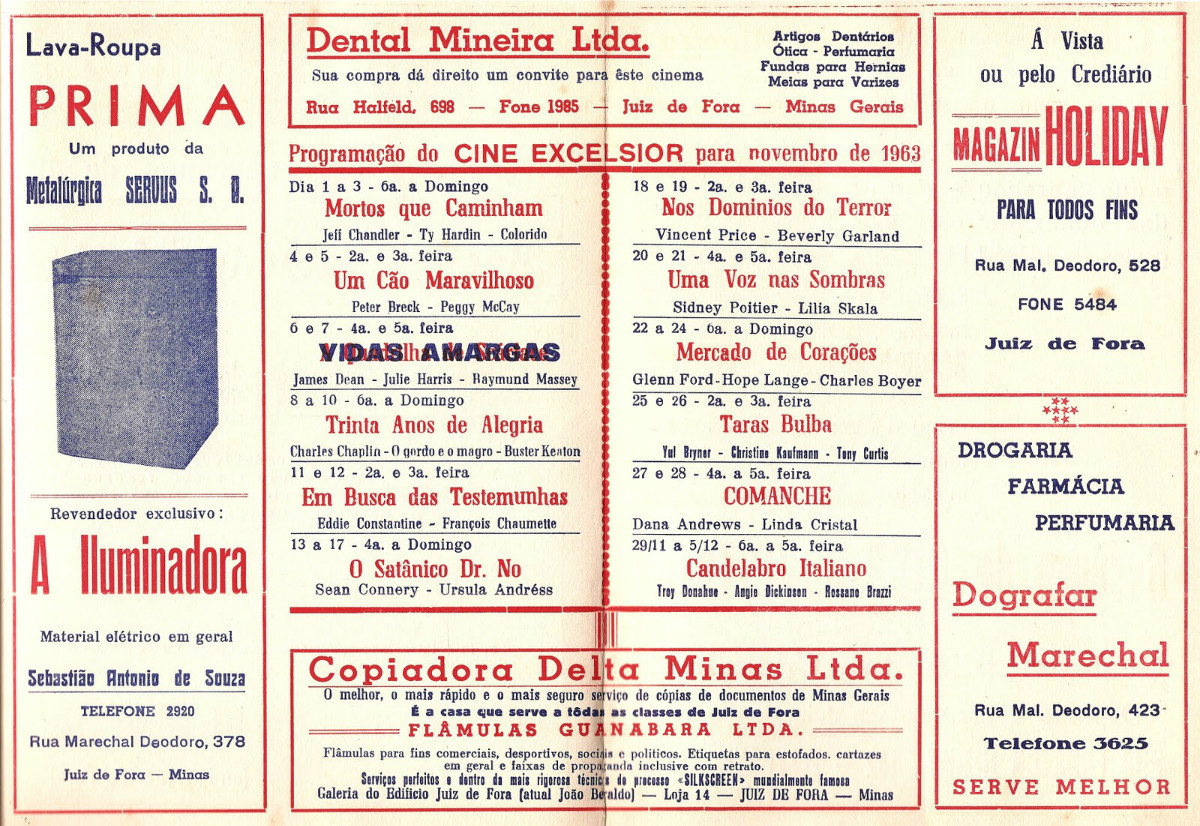 Lava-Roupa
PRIMA
Um produto da
Metalúrgica SERVUS S. A.
Revendedor exclusivo:
A Iluminadora
Material elétrico em geral
Sebastião Antonio de Souza
TELEFONE 2920
Rua Marechal Deodoro, 378
Juiz de Fora — Minas
Dental Mineira Ltda.
Sua compra dá direito um convite para êste cinema
Artigos Dentários
Ótica - Perfumaria
Fundas para Hernias
Meias para Varizes
Rua Halfeld, 698 — Fone 1985 — Juiz de Fora — Minas Gerais
Programação do CINE EXCELSIOR para novembro de 1963
Dia 1 a 3 - 6a. a Domingo
Mortos que Caminham
Jeff Chandler - Ty Hardin - Colorido
4 e 5 - 2a. e 3a. feira
Um Cão Maravilhoso
Peter Breck - Peggy McCay
6 e 7 - 4a. e 5a. feira
VIDAS AMARGAS
James Dean - Julie Harris - Raymund Massey
8 a 10 - 6a. a Domingo
Trinta Anos de Alegria
Charles Chaplin - O gordo e o magro - Buster Keaton
11 e 12 - 2a. e 3a. feira
Em Busca das Testemunhas
Eddie Constantine - François Chaumette
13 a 17 - 4a. a Domingo
O Satânico Dr. No
Sean Connery - Ursula Andréss
18 e 19 - 2a. e 3a. feira
Nos Dominios do Terror
Vincent Price - Beverly Garland
20 e 21 - 4a. e 5a. feira
Uma Voz nas Sombras
Sidney Poitier - Lilia Skala
22 a 24 - 6a. a Domingo
Mercado de Corações
Glenn Ford - Hope Lange - Charles Boyer
25 e 26 - 2a. e 3a. feira
Taras Bulba
Yul Bryner - Christine Kaufmann - Tony Curtis
27 e 28 - 4a. a 5a. feira
COMANCHE
Dana Andrews - Linda Cristal
29/11 a 5/12 - 6a. a 5a. feira
Candelabro Italiano
Troy Donahue - Angie Dickinson - Rossano Brazzi
Copiadora Delta Minas Ltda.
O melhor, o mais rápido e o mais seguro serviço de cópias de documentos de Minas Gerais
É a casa que serve a tôdas as classes de Juiz de Fora
FLÂMULAS GUANABARA LTDA.
Flâmulas para fins comerciais, desportivos, sociais e politicos. Etiquetas para estofados. cartazes
em geral e faixas de propaganda inclusive com retrato.
Serviços perfeitos e dentro da mais rigorosa técnica do processo «SILKSCREEN» mundialmente famosa
Galeria do Edificio Juiz de Fora (atual João Beraldo) — Loja 14 — JUIZ DE FORA — Minas
Á Vista
ou pelo Crediário
MAGAZIN HOLIDAY
PARA TODOS FINS
Rua Mal. Deodoro, 528
FONE 5484
Juiz de Fora
DROGARIA
FARMÁCIA
PERFUMARIA
Dografar
Marechal
Rua Mal. Deodoro, 423
Telefone 3625
SERVE MELHOR